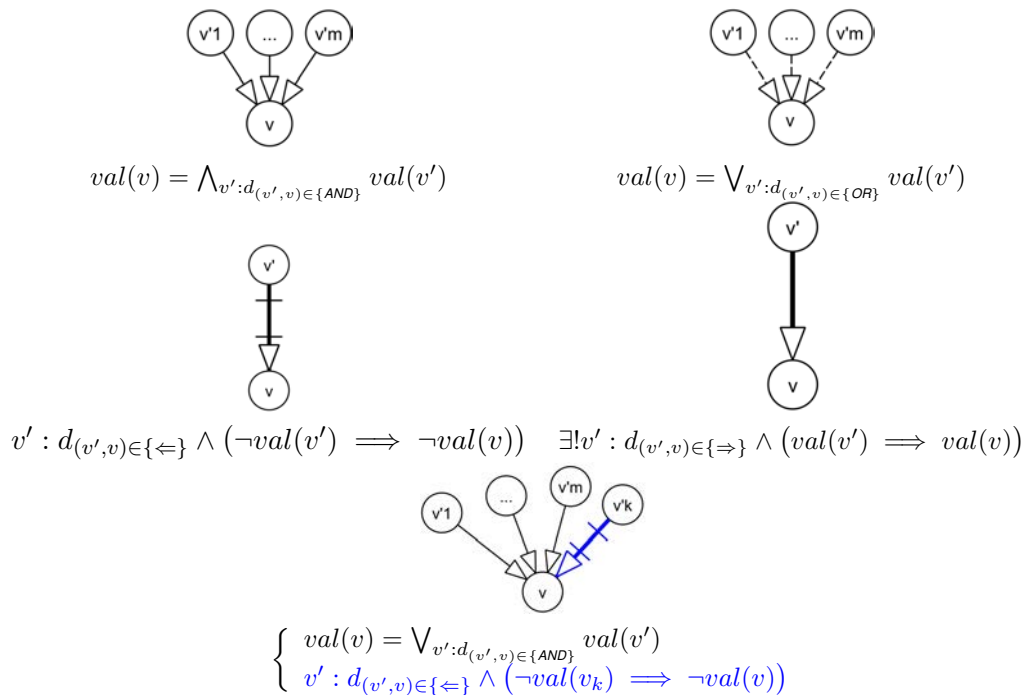 v'1 ... v'm v'1 ... v'm
v v
val(v) = ⋀_{v':d_{(v',v)∈{AND}}} val(v') val(v) = ⋁_{v':d_{(v',v)∈{OR}}} val(v')
v' v'
v v
v' : d_{(v',v)∈{⇍}} ∧ (¬val(v') ⟹ ¬val(v)) ∃!v' : d_{(v',v)∈{⇒}} ∧ (val(v') ⟹ val(v))
v'1 ... v'm v'k
v
{ val(v) = ⋁_{v':d_{(v',v)∈{AND}}} val(v')
v' : d_{(v',v)∈{⇍}} ∧ (¬val(v_k) ⟹ ¬val(v))